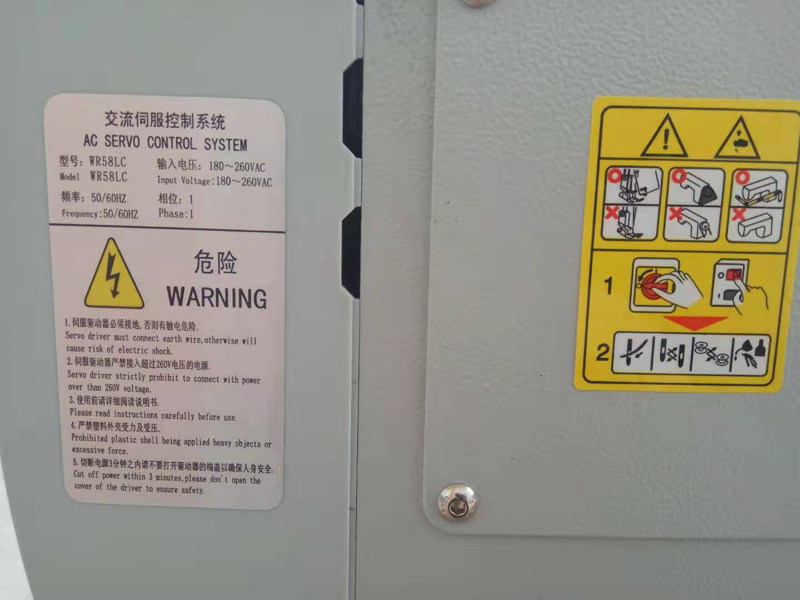 交流伺服控制系统
AC SERVO CONTROL SYSTEM
型号: WR58LC 输入电压: 180～260VAC
Model WR58LC Input Voltage:180～260VAC
频率: 50/60HZ 相位: 1
Frequency:50/60HZ Phase:1
危险
WARNING
1.伺服驱动器必须接地,否则有触电危险.
Servo driver must connect earth wire,otherwise will
cause risk of electric shock.
2.伺服驱动器严禁接入超过260V电压的电源.
Servo driver strictly prohibit to connect with power
over than 260V voltage.
3.使用前请详细阅读说明书.
Please read instructions carefully before use.
4.严禁塑料外壳受力及受压.
Prohibited plastic shell being applied heavy objects or
excessive force.
5.切断电源3分钟之内请不要打开驱动器的端盖以确保人身安全.
Cut off power within 3 minutes,please don't open the
cover of the driver to ensure safety.
1
2